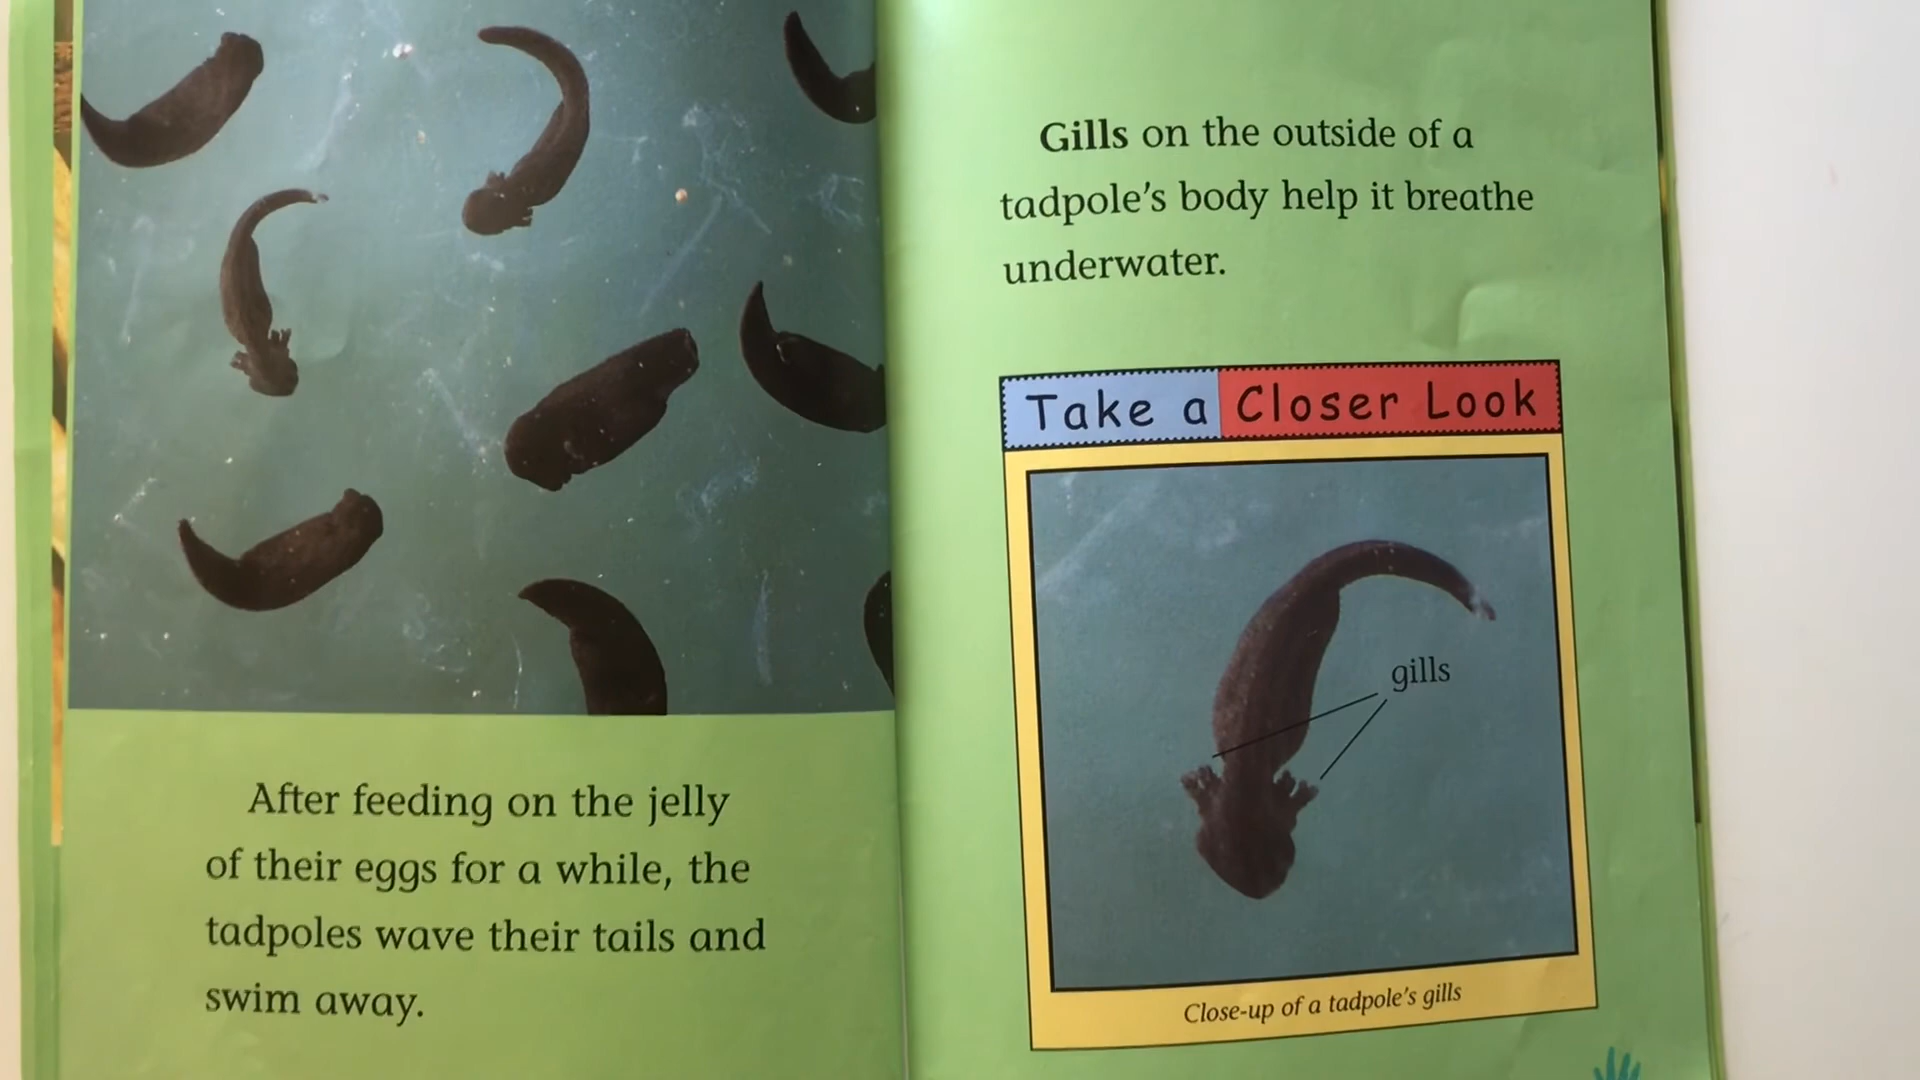 After feeding on the jelly
of their eggs for a while, the
tadpoles wave their tails and
swim away.
Gills on the outside of a
tadpole's body help it breathe
underwater.
Take a Closer Look
gills
Close-up of a tadpole's gills